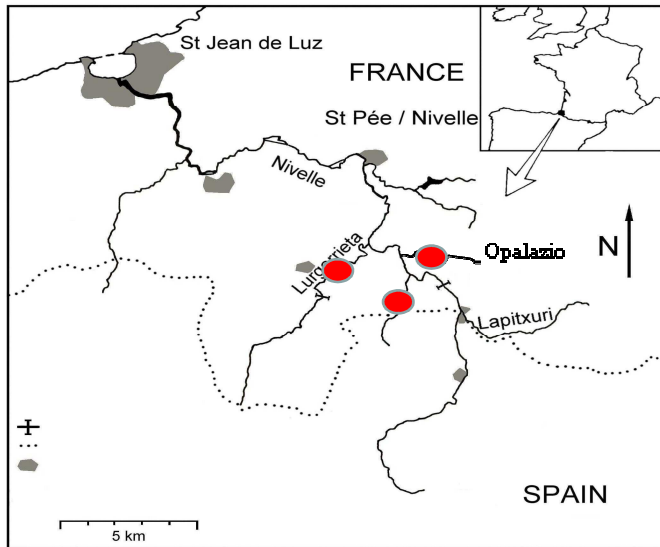 St Jean de Luz
FRANCE
St Pée / Nivelle
Nivelle
Lurgorrieta
Opalazio
N
Lapitxuri
SPAIN
5 km